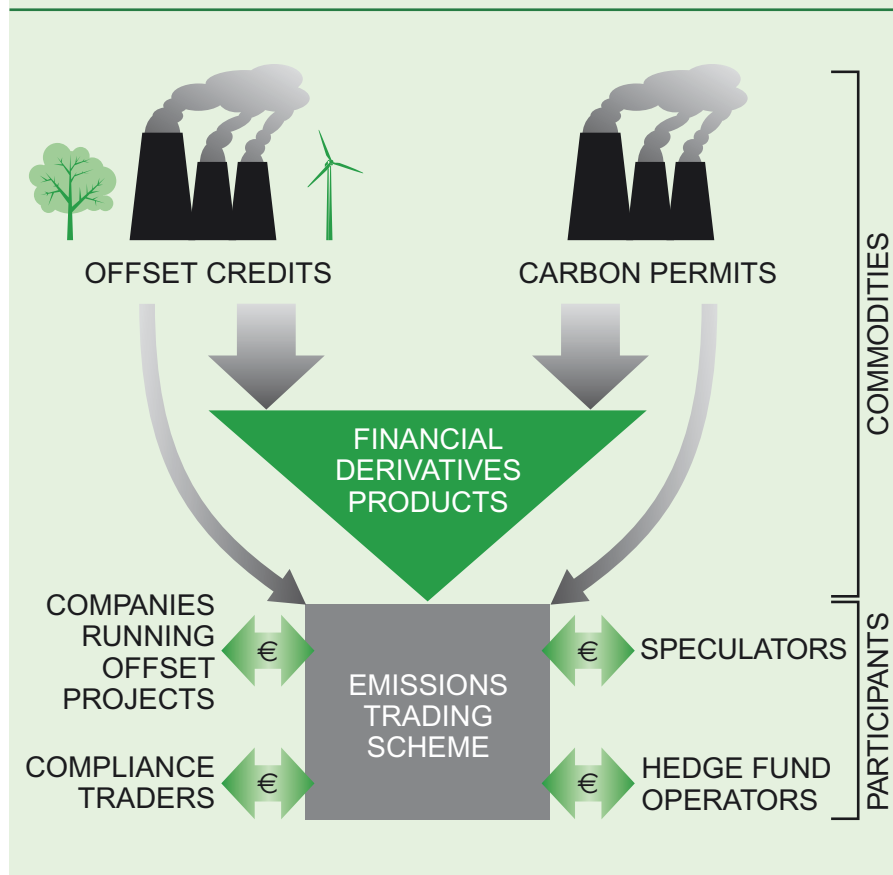 OFFSET CREDITS
CARBON PERMITS
COMMODITIES
FINANCIAL
DERIVATIVES
PRODUCTS
COMPANIES
RUNNING
OFFSET
PROJECTS
€
EMISSIONS
TRADING
SCHEME
€
SPECULATORS
PARTICIPANTS
COMPLIANCE
TRADERS
€
€
HEDGE FUND
OPERATORS